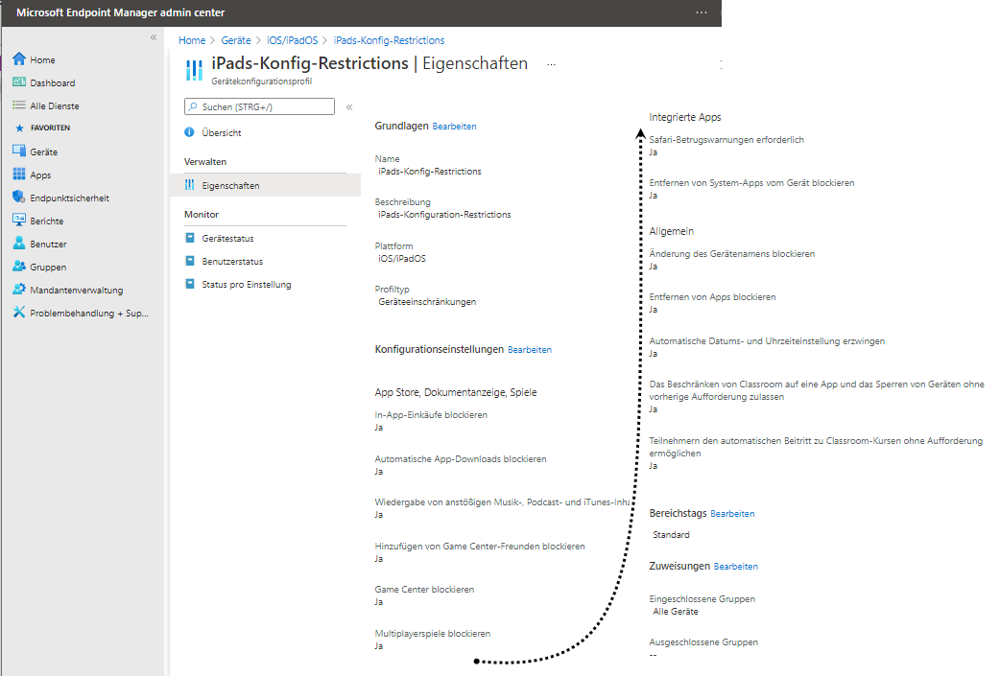 Microsoft Endpoint Manager admin center
...
«
Home
Dashboard
Alle Dienste
FAVORITEN
Geräte
Apps
Endpunktsicherheit
Berichte
Benutzer
Gruppen
Mandantenverwaltung
Problembehandlung + Sup...
Home > Geräte > iOS/iPadOS > iPads-Konfig-Restrictions
iPads-Konfig-Restrictions | Eigenschaften ...
Gerätekonfigurationsprofil
Suchen (STRG+/) «
Übersicht
Verwalten
Eigenschaften
Monitor
Gerätestatus
Benutzerstatus
Status pro Einstellung
Grundlagen Bearbeiten
Name
iPads-Konfig-Restrictions
Beschreibung
iPads-Konfiguration-Restrictions
Plattform
iOS/iPadOS
Profiltyp
Geräteeinschränkungen
Konfigurationseinstellungen Bearbeiten
App Store, Dokumentanzeige, Spiele
In-App-Einkäufe blockieren
Ja
Automatische App-Downloads blockieren
Ja
Wiedergabe von anstößigen Musik-, Podcast- und iTunes-Inha
Ja
Hinzufügen von Game Center-Freunden blockieren
Ja
Game Center blockieren
Ja
Multiplayerspiele blockieren
Ja
Integrierte Apps
Safari-Betrugswarnungen erforderlich
Ja
Entfernen von System-Apps vom Gerät blockieren
Ja
Allgemein
Änderung des Gerätenamens blockieren
Ja
Entfernen von Apps blockieren
Ja
Automatische Datums- und Uhrzeiteinstellung erzwingen
Ja
Das Beschränken von Classroom auf eine App und das Sperren von Geräten ohne
vorherige Aufforderung zulassen
Ja
Teilnehmern den automatischen Beitritt zu Classroom-Kursen ohne Aufforderung
ermöglichen
Ja
Bereichstags Bearbeiten
Standard
Zuweisungen Bearbeiten
Eingeschlossene Gruppen
Alle Geräte
Ausgeschlossene Gruppen
--